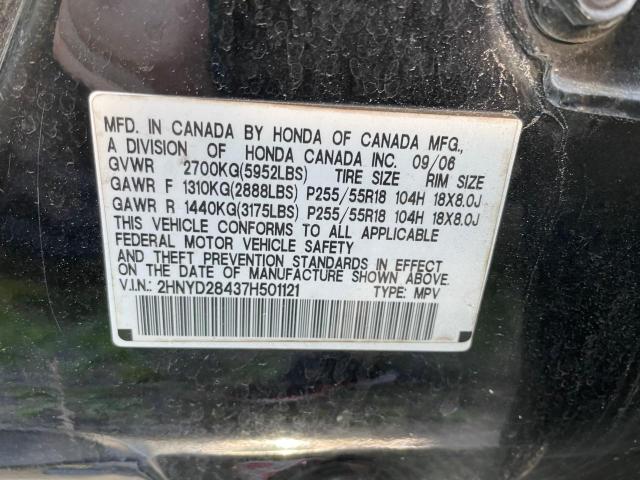 MFD. IN CANADA BY HONDA OF CANADA MFG.,
A DIVISION OF HONDA CANADA INC. 09/06
GVWR 2700KG(5952LBS) TIRE SIZE RIM SIZE
GAWR F 1310KG(2888LBS) P255/55R18 104H 18X8.0J
GAWR R 1440KG(3175LBS) P255/55R18 104H 18X8.0J
THIS VEHICLE CONFORMS TO ALL APPLICABLE
FEDERAL MOTOR VEHICLE SAFETY
AND THEFT PREVENTION STANDARDS IN EFFECT
ON THE DATE OF MANUFACTURE SHOWN ABOVE.
V.I.N.: 2HNYD28437H501121 TYPE: MPV